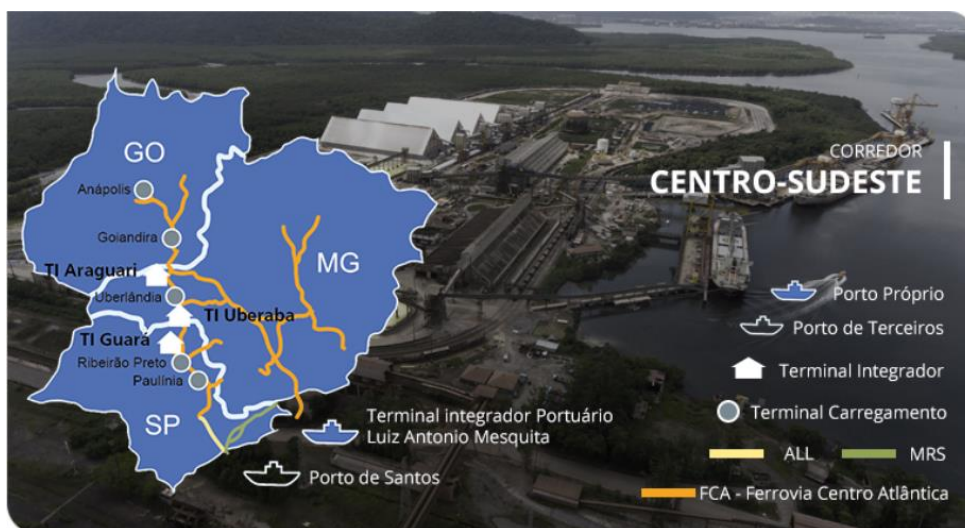 CORREDOR
CENTRO-SUDESTE
GO
Anápolis
Goiandira
MG
TI Araguari
Uberlândia
TI Uberaba
TI Guará
Ribeirão Preto
Paulínia
SP
Terminal integrador Portuário
Luiz Antonio Mesquita
Porto de Santos
Porto Próprio
Porto de Terceiros
Terminal Integrador
Terminal Carregamento
ALL
MRS
FCA - Ferrovia Centro Atlântica